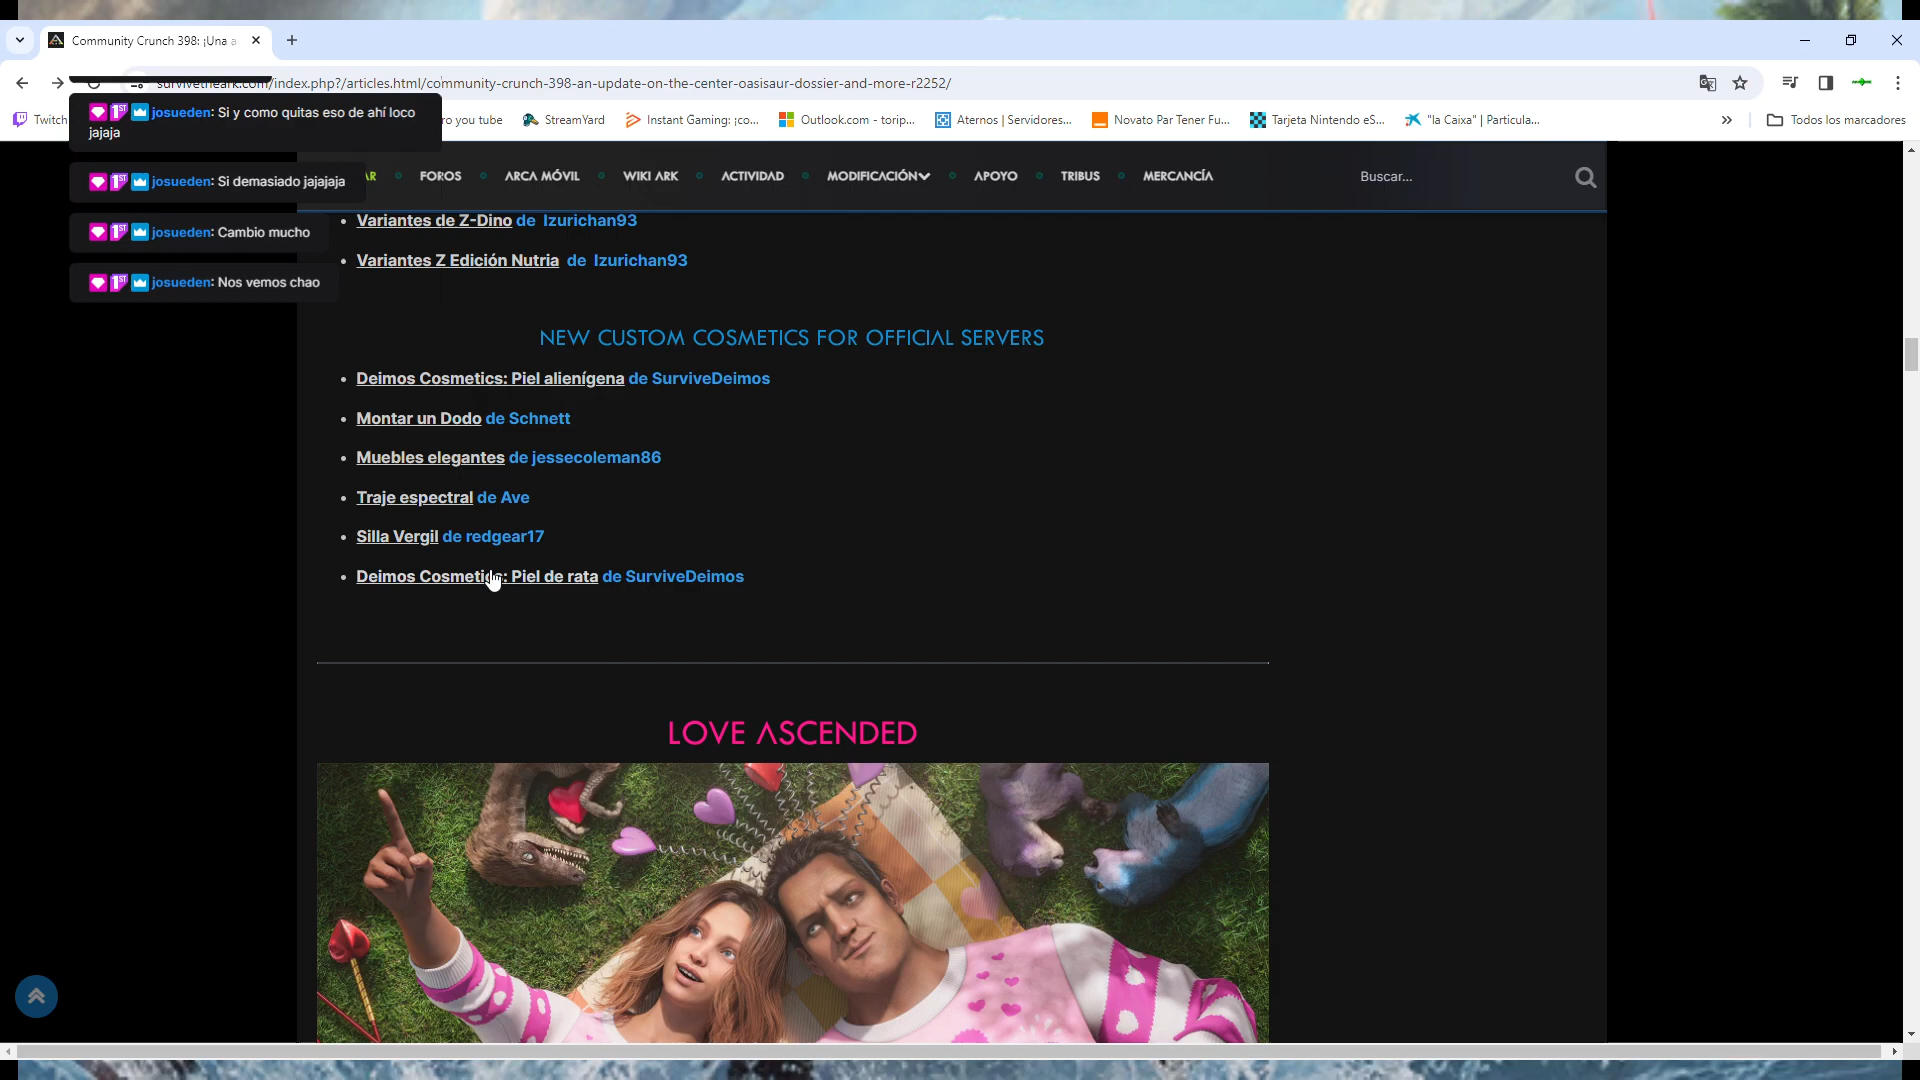 Community Crunch 398: ¡Una a
survivetheark.com/index.php?/articles.html/community-crunch-398-an-update-on-the-center-oasisaur-dossier-and-more-r2252/
Twitch
ro you tube
StreamYard
Instant Gaming: ¡co...
Outlook.com - torip...
Aternos | Servidores...
Novato Par Tener Fu...
Tarjeta Nintendo eS...
"la Caixa" | Particula...
»
Todos los marcadores
josueden: Si y como quitas eso de ahí loco
jajaja
josueden: Si demasiado jajajaja
josueden: Cambio mucho
josueden: Nos vemos chao
AR
FOROS
ARCA MÓVIL
WIKI ARK
ACTIVIDAD
MODIFICACIÓN
APOYO
TRIBUS
MERCANCÍA
Buscar...
• Variantes de Z-Dino de Izurichan93
• Variantes Z Edición Nutria de Izurichan93
NEW CUSTOM COSMETICS FOR OFFICIAL SERVERS
• Deimos Cosmetics: Piel alienígena de SurviveDeimos
• Montar un Dodo de Schnett
• Muebles elegantes de jessecoleman86
• Traje espectral de Ave
• Silla Vergil de redgear17
• Deimos Cosmetics: Piel de rata de SurviveDeimos
LOVE ASCENDED